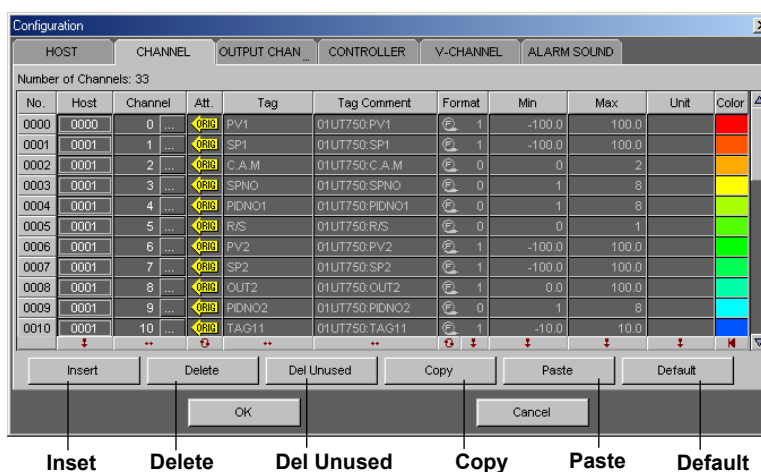 Configuration
HOST CHANNEL OUTPUT CHAN_ CONTROLLER V-CHANNEL ALARM SOUND
Number of Channels: 33
No. Host Channel Att. Tag Tag Comment Format Min Max Unit Color
0000 0000 0 ... ORIG PV1 01UT750:PV1 F 1 -100.0 100.0
0001 0001 1 ... ORIG SP1 01UT750:SP1 F 1 -100.0 100.0
0002 0001 2 ... ORIG C.A.M 01UT750:C.A.M F 0 0 2
0003 0001 3 ... ORIG SPNO 01UT750:SPNO F 0 1 8
0004 0001 4 ... ORIG PIDNO1 01UT750:PIDNO1 F 0 1 8
0005 0001 5 ... ORIG R/S 01UT750:R/S F 0 0 1
0006 0001 6 ... ORIG PV2 01UT750:PV2 F 1 -100.0 100.0
0007 0001 7 ... ORIG SP2 01UT750:SP2 F 1 -100.0 100.0
0008 0001 8 ... ORIG OUT2 01UT750:OUT2 F 1 0.0 100.0
0009 0001 9 ... ORIG PIDNO2 01UT750:PIDNO2 F 0 1 8
0010 0001 10 ... ORIG TAG11 01UT750:TAG11 F 1 -10.0 10.0
Insert Delete Del Unused Copy Paste Default
OK Cancel
Inset Delete Del Unused Copy Paste Default